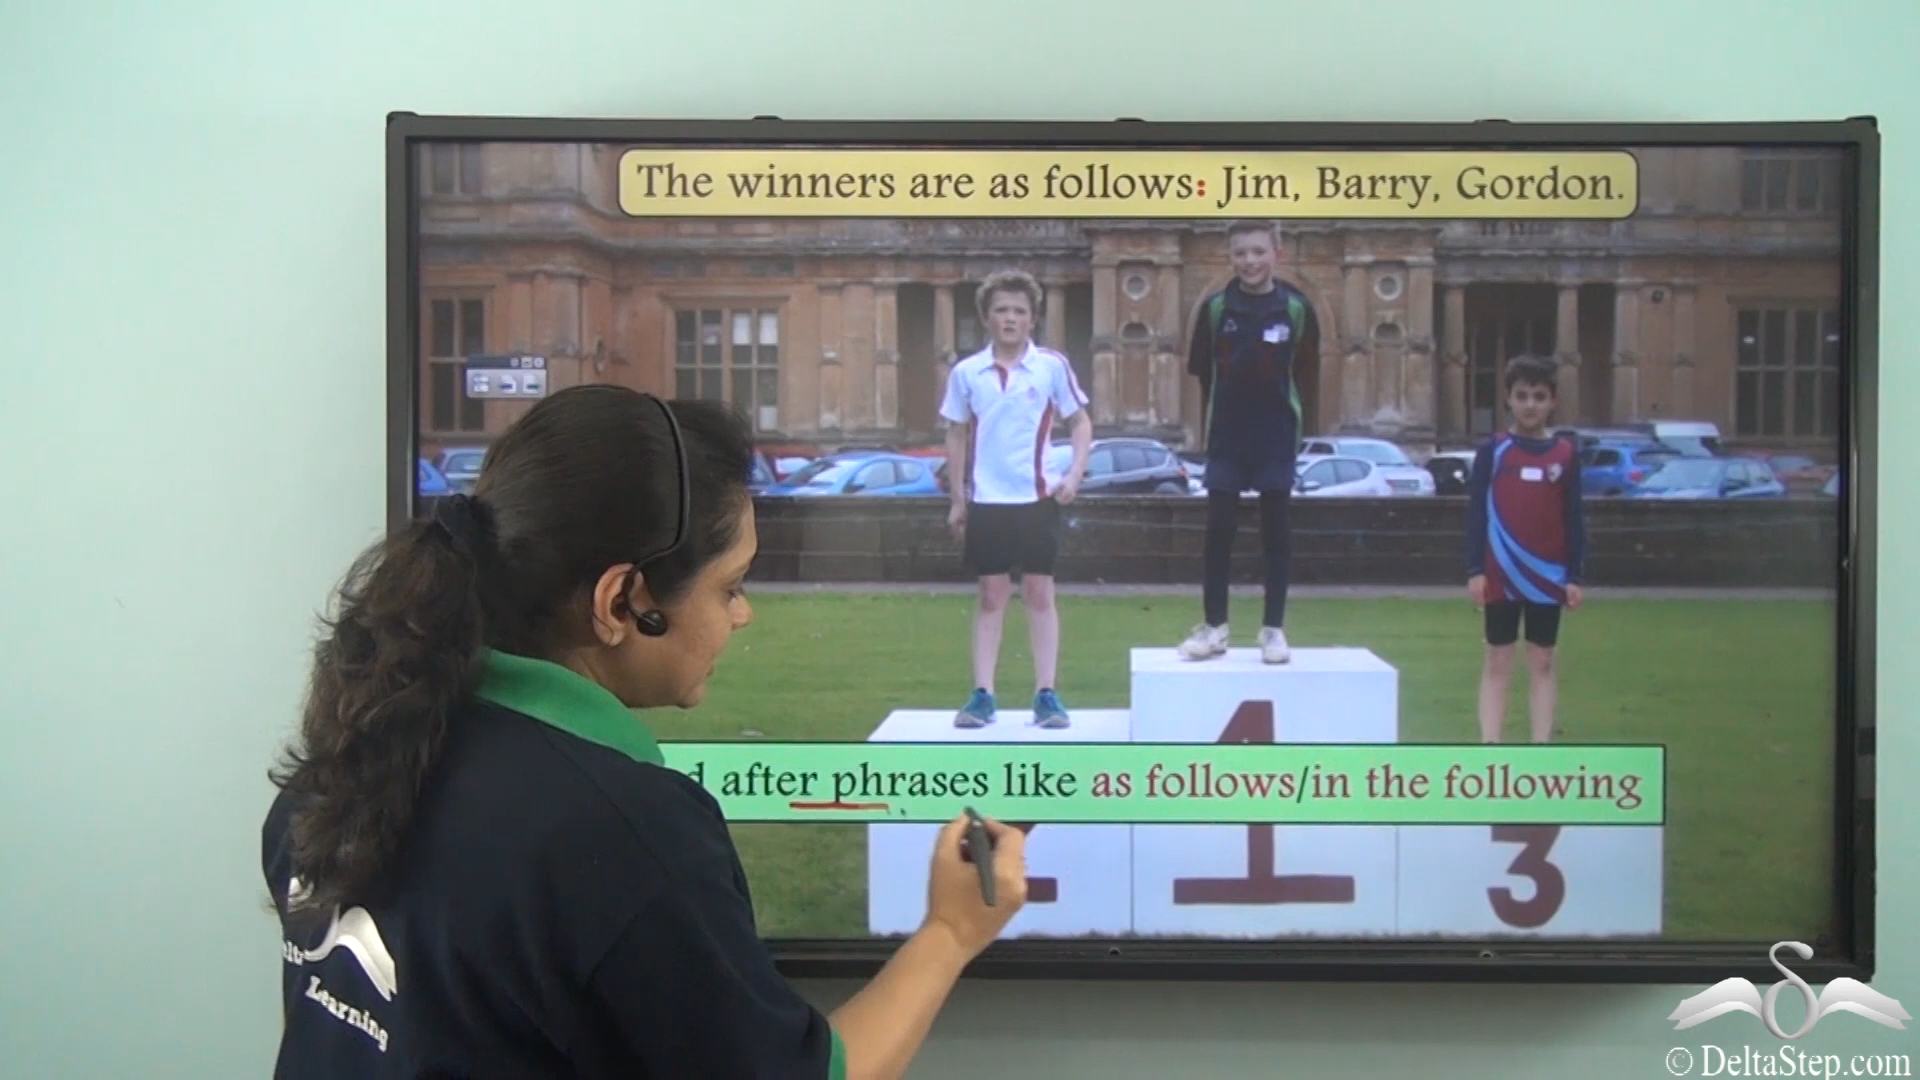 The winners are as follows: Jim, Barry, Gordon.
after phrases like as follows/in the following
1
3
Learning
© DeltaStep.com